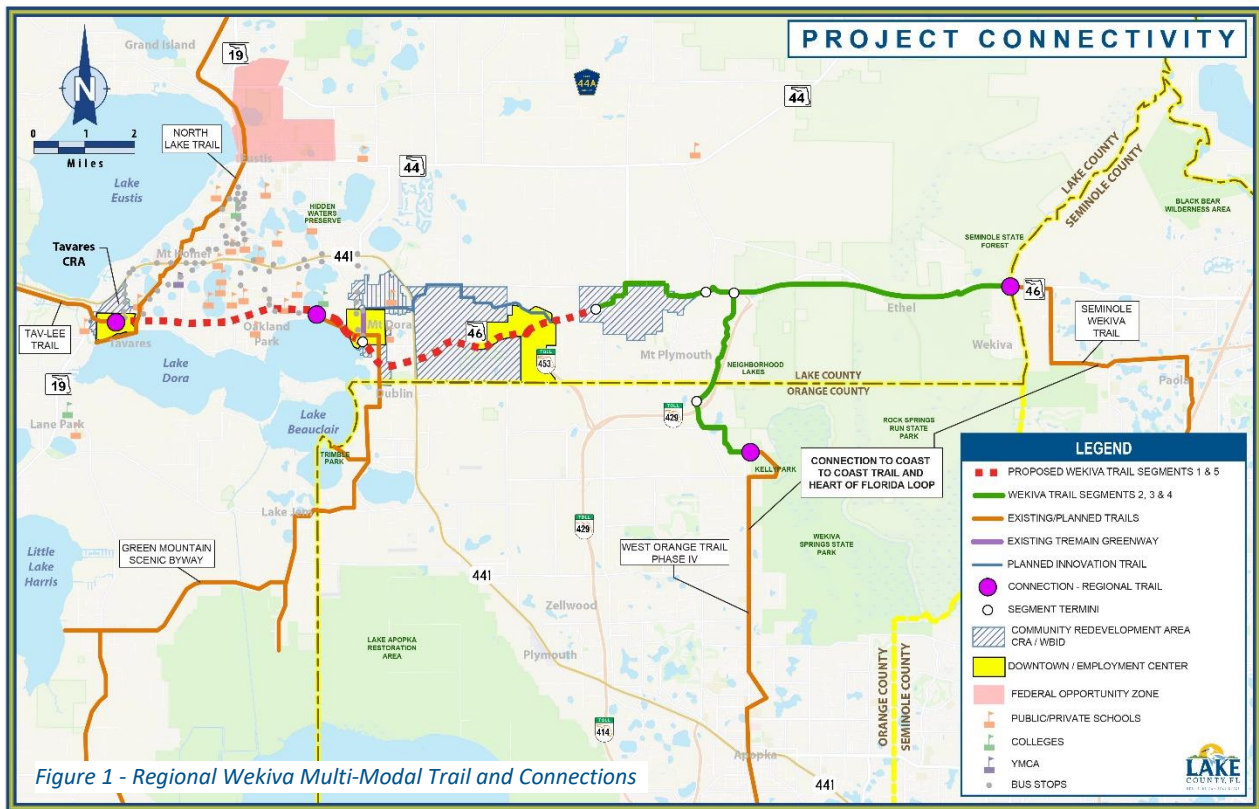 PROJECT CONNECTIVITY
Grand Island
19
44A
44
N
0 1 2
Miles
NORTH
LAKE TRAIL
Eustis
44
Lake
Eustis
HIDDEN
WATERS
PRESERVE
LAKE COUNTY
SEMINOLE COUNTY
BLACK BEAR
WILDERNESS AREA
SEMINOLE STATE
FOREST
Tavares
CRA
Mt Homer
441
46
TAV-LEE
TRAIL
Tavares
Oakland
Park
Mt Dora
46
Ethel
SEMINOLE
WEKIVA
TRAIL
Lake
Dora
TOLL
453
Mt Plymouth
Wekiva
19
NEIGHBORHOOD
LAKES
LAKE COUNTY
ORANGE COUNTY
Paola
Dublin
Lane Park
Lake
Beauclair
TOLL
429
ROCK SPRINGS
RUN STATE
PARK
TRIMBLE
PARK
KELLY PARK
CONNECTION TO COAST
TO COAST TRAIL AND
HEART OF FLORIDA LOOP
Lake Jem
TOLL
429
WEKIVA
SPRINGS STATE
PARK
Little
Lake
Harris
GREEN MOUNTAIN
SCENIC BYWAY
WEST ORANGE TRAIL
PHASE IV
441
Zellwood
LAKE APOPKA
RESTORATION
AREA
Plymouth
TOLL
414
ORANGE COUNTY
SEMINOLE COUNTY
Apopka
441
LEGEND
PROPOSED WEKIVA TRAIL SEGMENTS 1 & 5
WEKIVA TRAIL SEGMENTS 2, 3 & 4
EXISTING/PLANNED TRAILS
EXISTING TREMAIN GREENWAY
PLANNED INNOVATION TRAIL
CONNECTION - REGIONAL TRAIL
SEGMENT TERMINI
COMMUNITY REDEVELOPMENT AREA
CRA / WBID
DOWNTOWN / EMPLOYMENT CENTER
FEDERAL OPPORTUNITY ZONE
PUBLIC/PRIVATE SCHOOLS
COLLEGES
YMCA
BUS STOPS
LAKE
COUNTY, FL
Figure 1 - Regional Wekiva Multi-Modal Trail and Connections